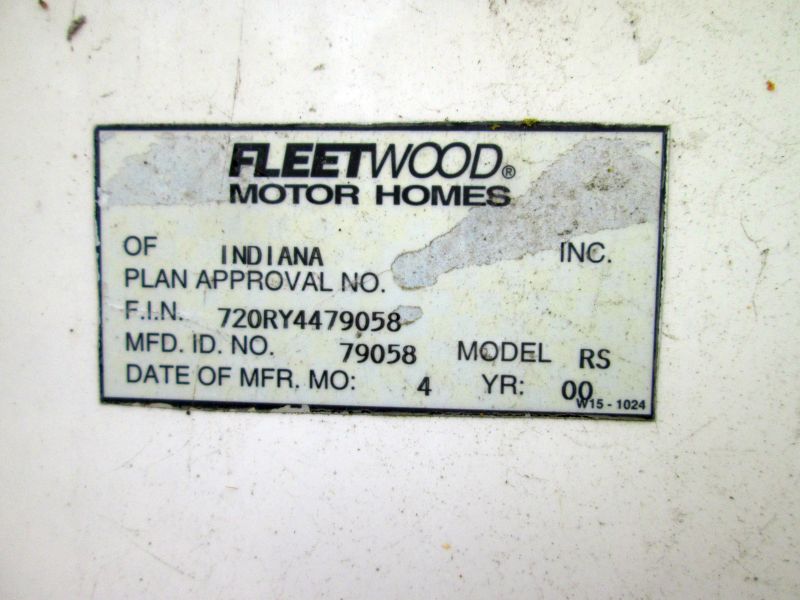 FLEETWOOD®
MOTOR HOMES
OF INDIANA INC.
PLAN APPROVAL NO.
F.I.N. 720RY4479058
MFD. ID. NO. 79058 MODEL RS
DATE OF MFR. MO: 4 YR: 00
W15 - 1024